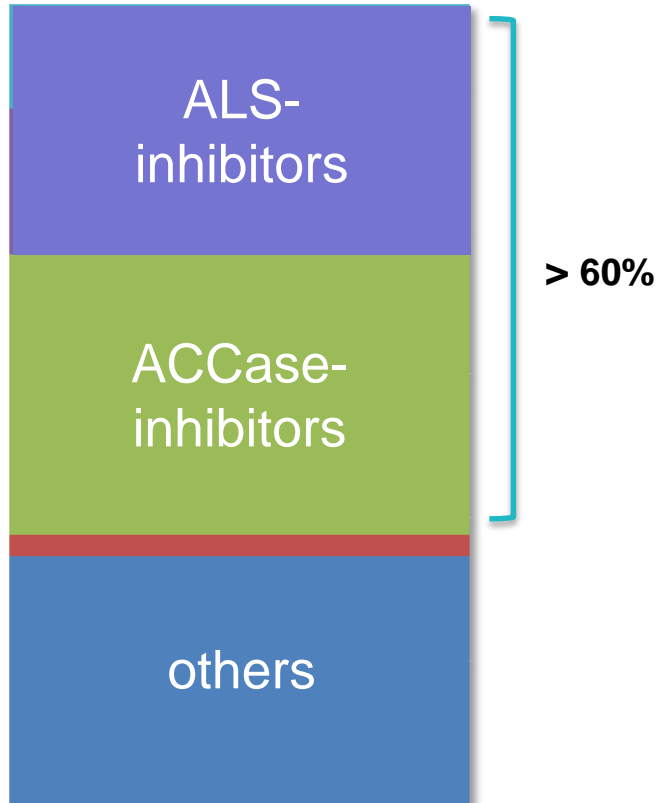 ALS-
inhibitors
> 60%
ACCase-
inhibitors
others